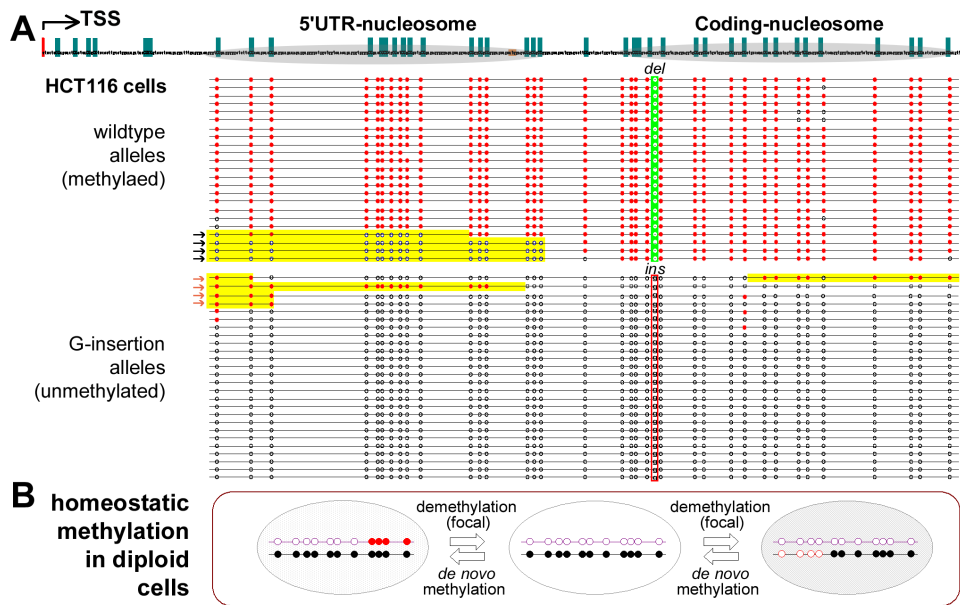 A
TSS
5'UTR-nucleosome
Coding-nucleosome
HCT116 cells
del
wildtype
alleles
(methylaed)
ins
G-insertion
alleles
(unmethylated)
B
homeostatic
methylation
in diploid
cells
demethylation
(focal)
de novo
methylation
demethylation
(focal)
de novo
methylation